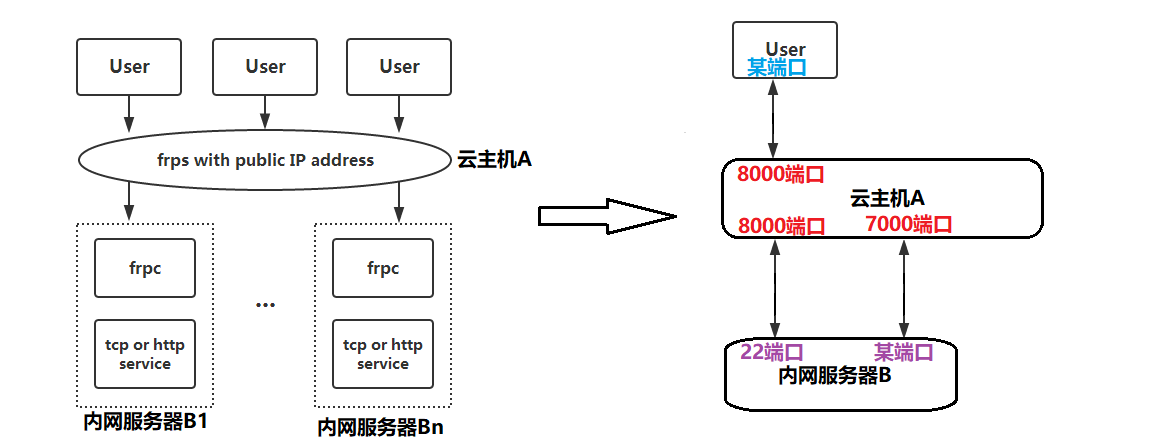 User
User
User
frps with public IP address
云主机A
frpc
tcp or http
service
...
frpc
tcp or http
service
内网服务器B1
内网服务器Bn
User
某端口
8000端口
云主机A
8000端口
7000端口
22端口
某端口
内网服务器B